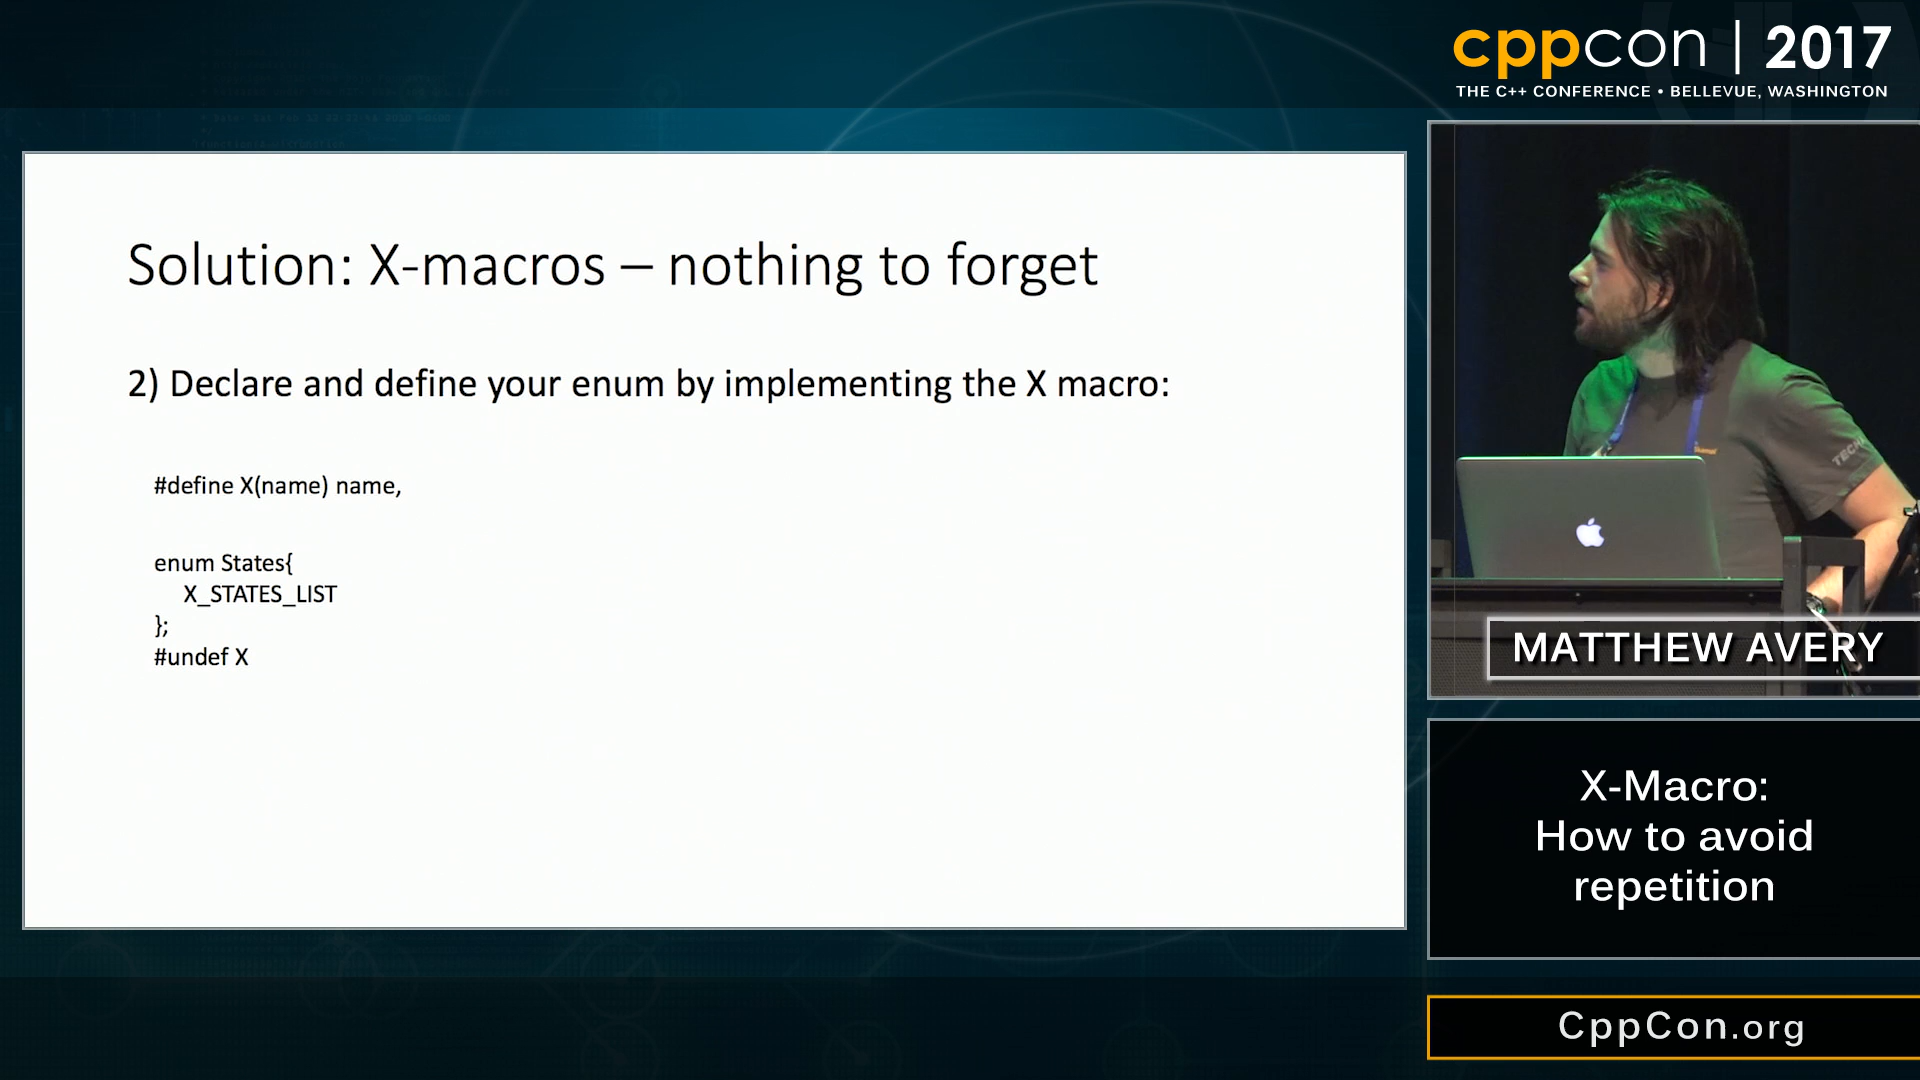 cppcon | 2017
THE C++ CONFERENCE • BELLEVUE, WASHINGTON
Solution: X-macros – nothing to forget
2) Declare and define your enum by implementing the X macro:
#define X(name) name,
enum States{
X_STATES_LIST
};
#undef X
TECH
MATTHEW AVERY
X-Macro:
How to avoid
repetition
CppCon.org